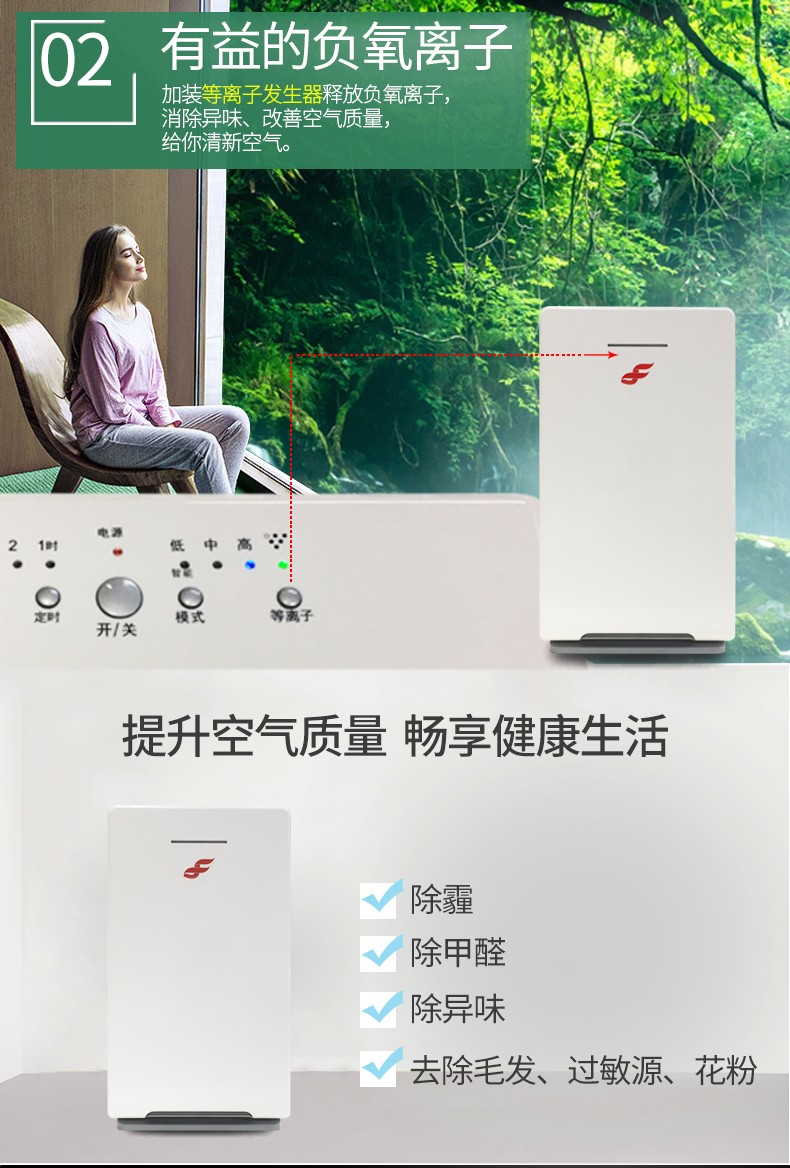 02
有益的负氧离子
加装等离子发生器释放负氧离子，
消除异味、改善空气质量，
给你清新空气。
电源
2 1时 低 中 高
智能
定时 开/关 模式 等离子
提升空气质量 畅享健康生活
除霾
除甲醛
除异味
去除毛发、过敏源、花粉